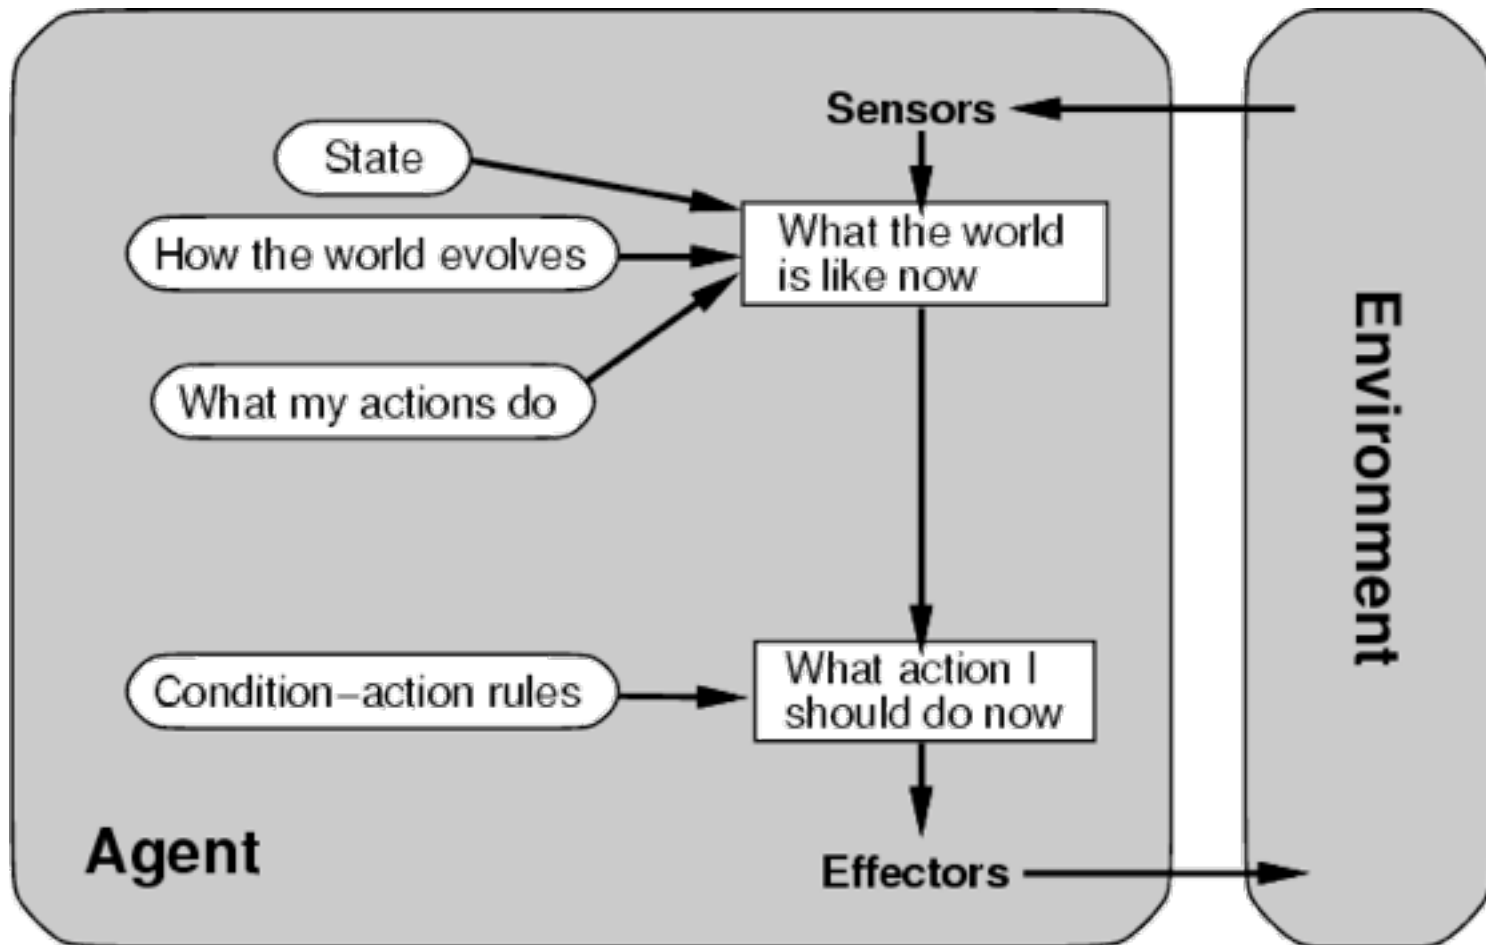 Sensors
State
What the world
is like now
How the world evolves
What my actions do
Environment
Condition–action rules
What action I
should do now
Agent
Effectors